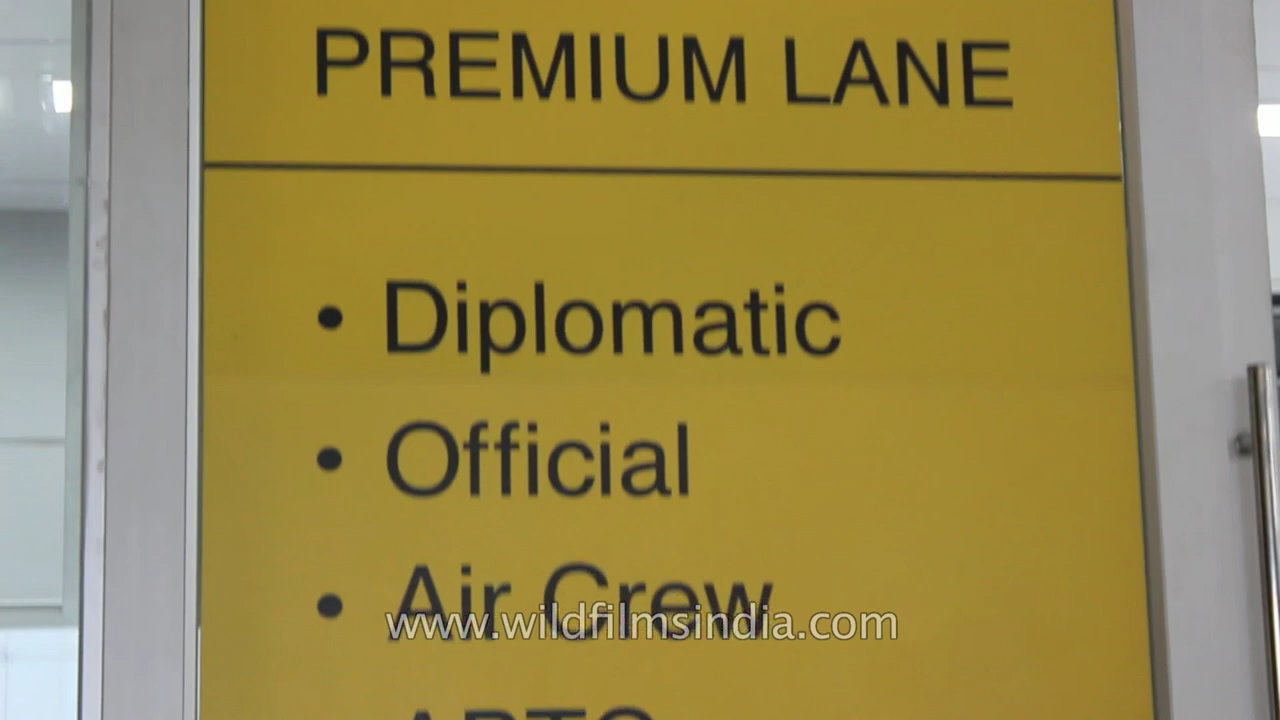 PREMIUM LANE
• Diplomatic
• Official
• Air Crew
www.wildfilmsindia.com